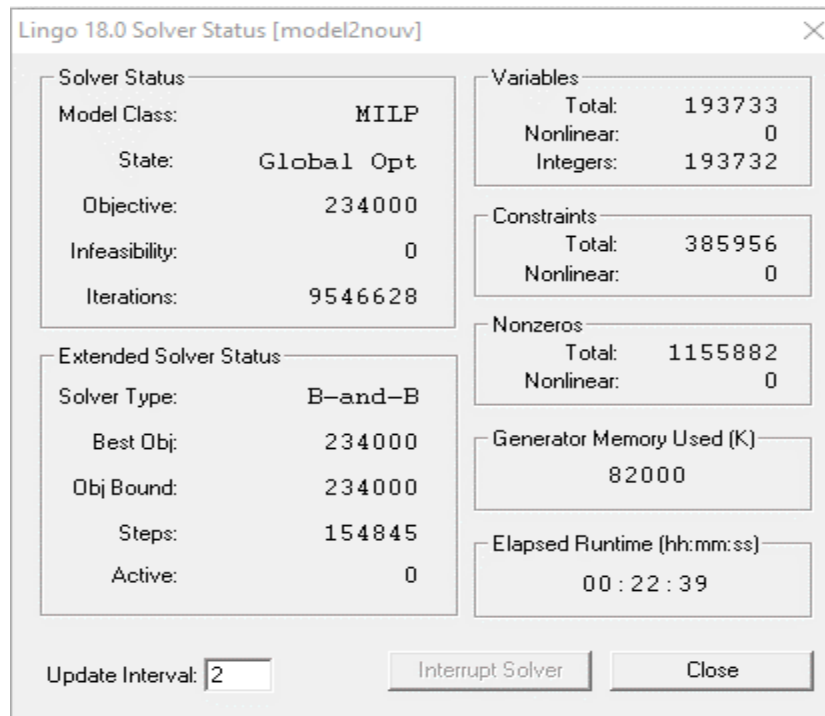 Lingo 18.0 Solver Status [model2nouv]
Solver Status
Model Class: MILP
State: Global Opt
Objective: 234000
Infeasibility: 0
Iterations: 9546628
Extended Solver Status
Solver Type: B-and-B
Best Obj: 234000
Obj Bound: 234000
Steps: 154845
Active: 0
Variables
Total: 193733
Nonlinear: 0
Integers: 193732
Constraints
Total: 385956
Nonlinear: 0
Nonzeros
Total: 1155882
Nonlinear: 0
Generator Memory Used (K)
82000
Elapsed Runtime (hh:mm:ss)
00:22:39
Update Interval: 2
Interrupt Solver
Close